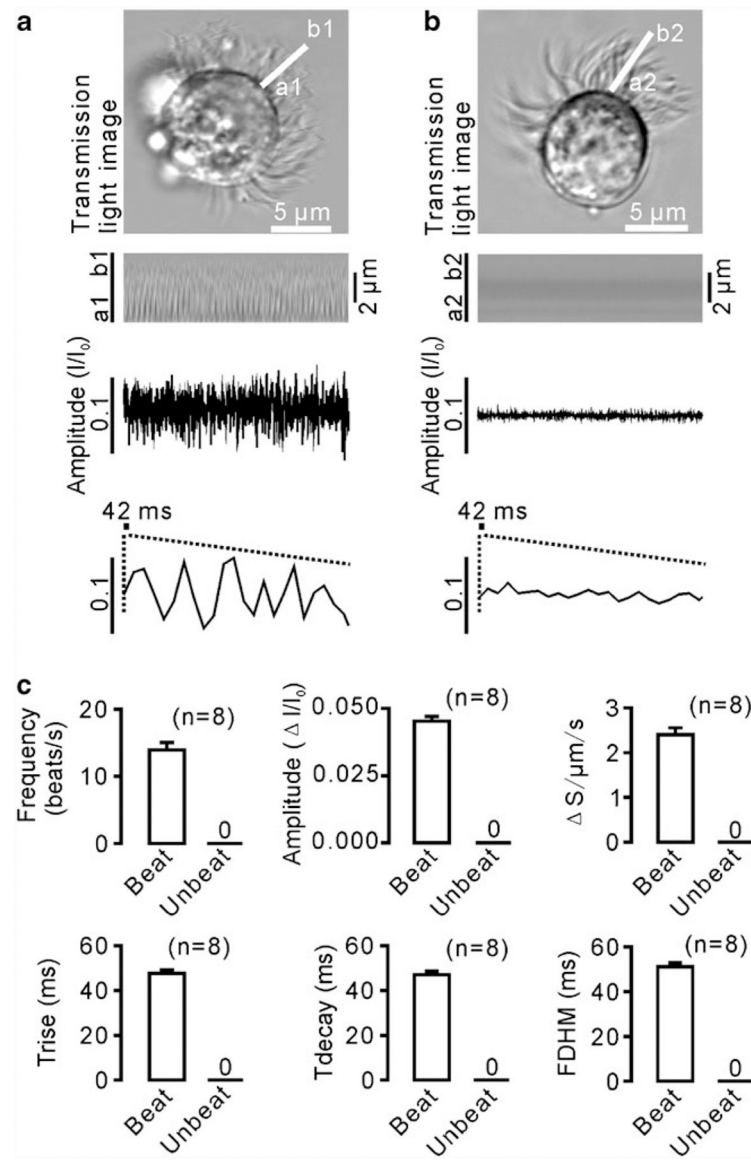 a
b1
a1
Transmission
light image
5 μm
b1
a1
2 μm
Amplitude (I/I₀)
0.1
42 ms
0.1
b
b2
a2
Transmission
light image
5 μm
b2
a2
2 μm
Amplitude (I/I₀)
0.1
42 ms
0.1
c
Frequency
(beats/s)
20
10
0
(n=8)
0
Beat
Unbeat
Amplitude ( Δ I/I₀)
0.050
0.025
0.000
(n=8)
0
Beat
Unbeat
Δ S/μm/s
3
2
1
0
(n=8)
0
Beat
Unbeat
Trise (ms)
60
40
20
0
(n=8)
0
Beat
Unbeat
Tdecay (ms)
60
40
20
0
(n=8)
0
Beat
Unbeat
FDHM (ms)
60
40
20
0
(n=8)
0
Beat
Unbeat